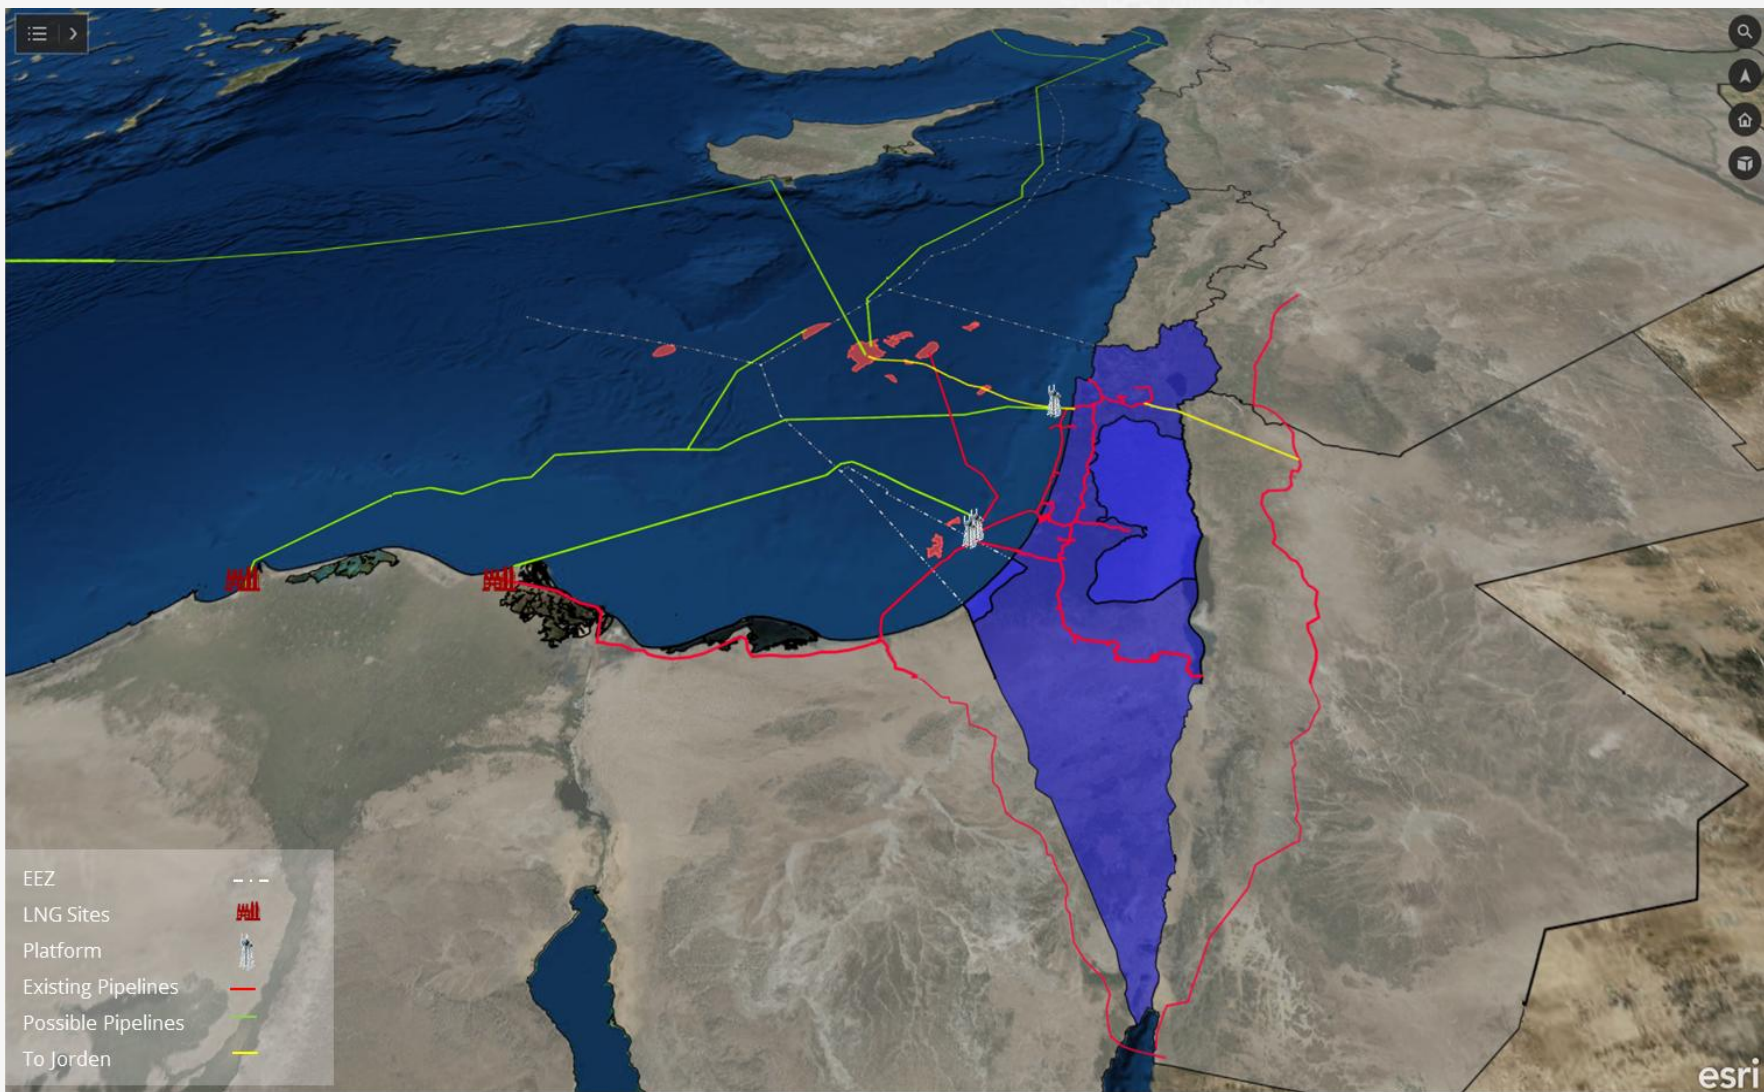 EEZ
LNG Sites
Platform
Existing Pipelines
Possible Pipelines
To Jorden
esri